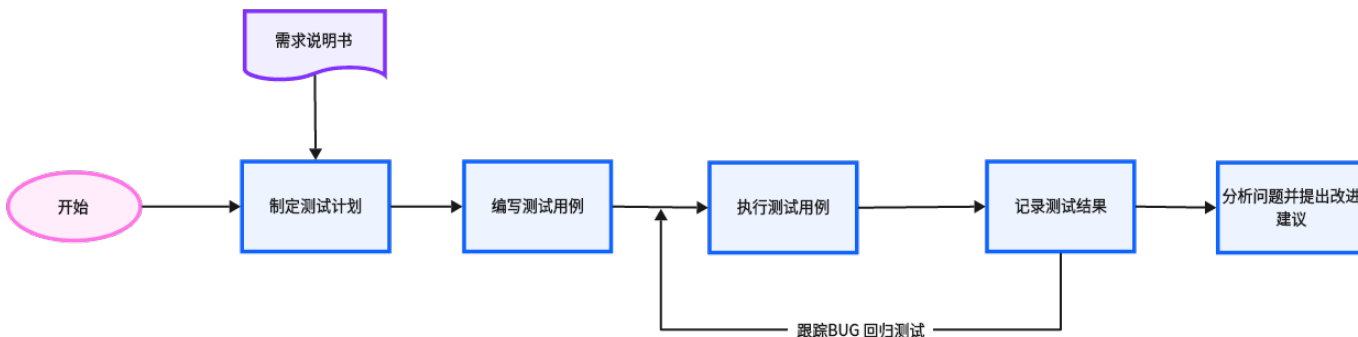 需求说明书
开始
制定测试计划
编写测试用例
执行测试用例
记录测试结果
分析问题并提出改进
建议
跟踪BUG 回归测试